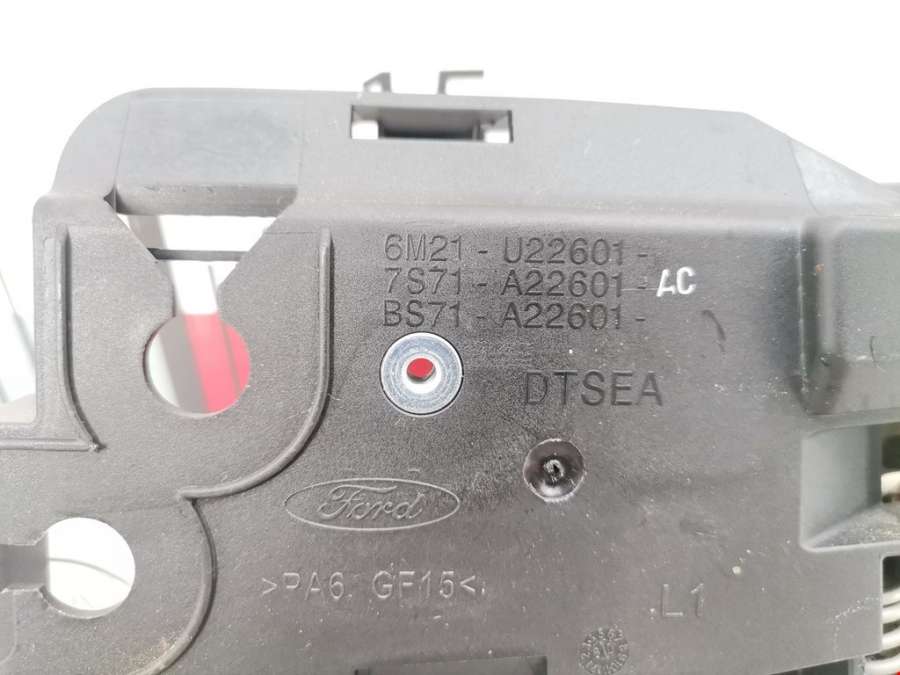 6M21 - U22601 -
7S71 - A22601 - AC
BS71 - A22601 -
DTSEA
Ford
>PA6. GF15<
L1